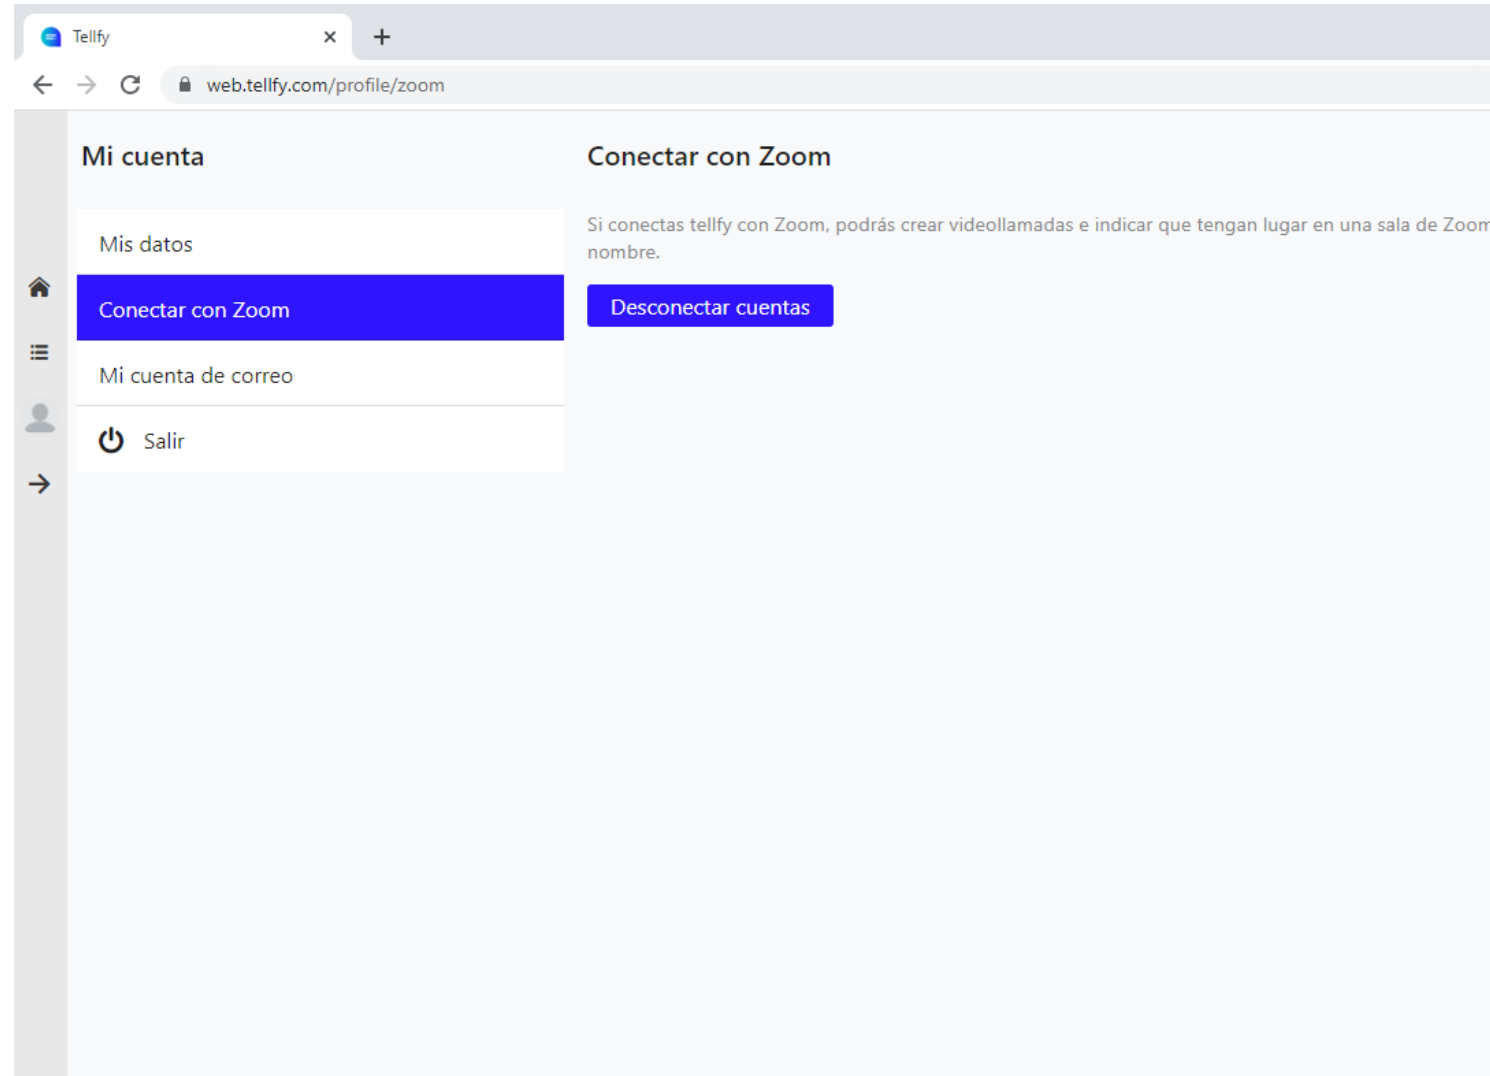 Tellfy
web.tellfy.com/profile/zoom
Mi cuenta
Mis datos
Conectar con Zoom
Mi cuenta de correo
Salir
Conectar con Zoom
Si conectas tellfy con Zoom, podrás crear videollamadas e indicar que tengan lugar en una sala de Zoom
nombre.
Desconectar cuentas